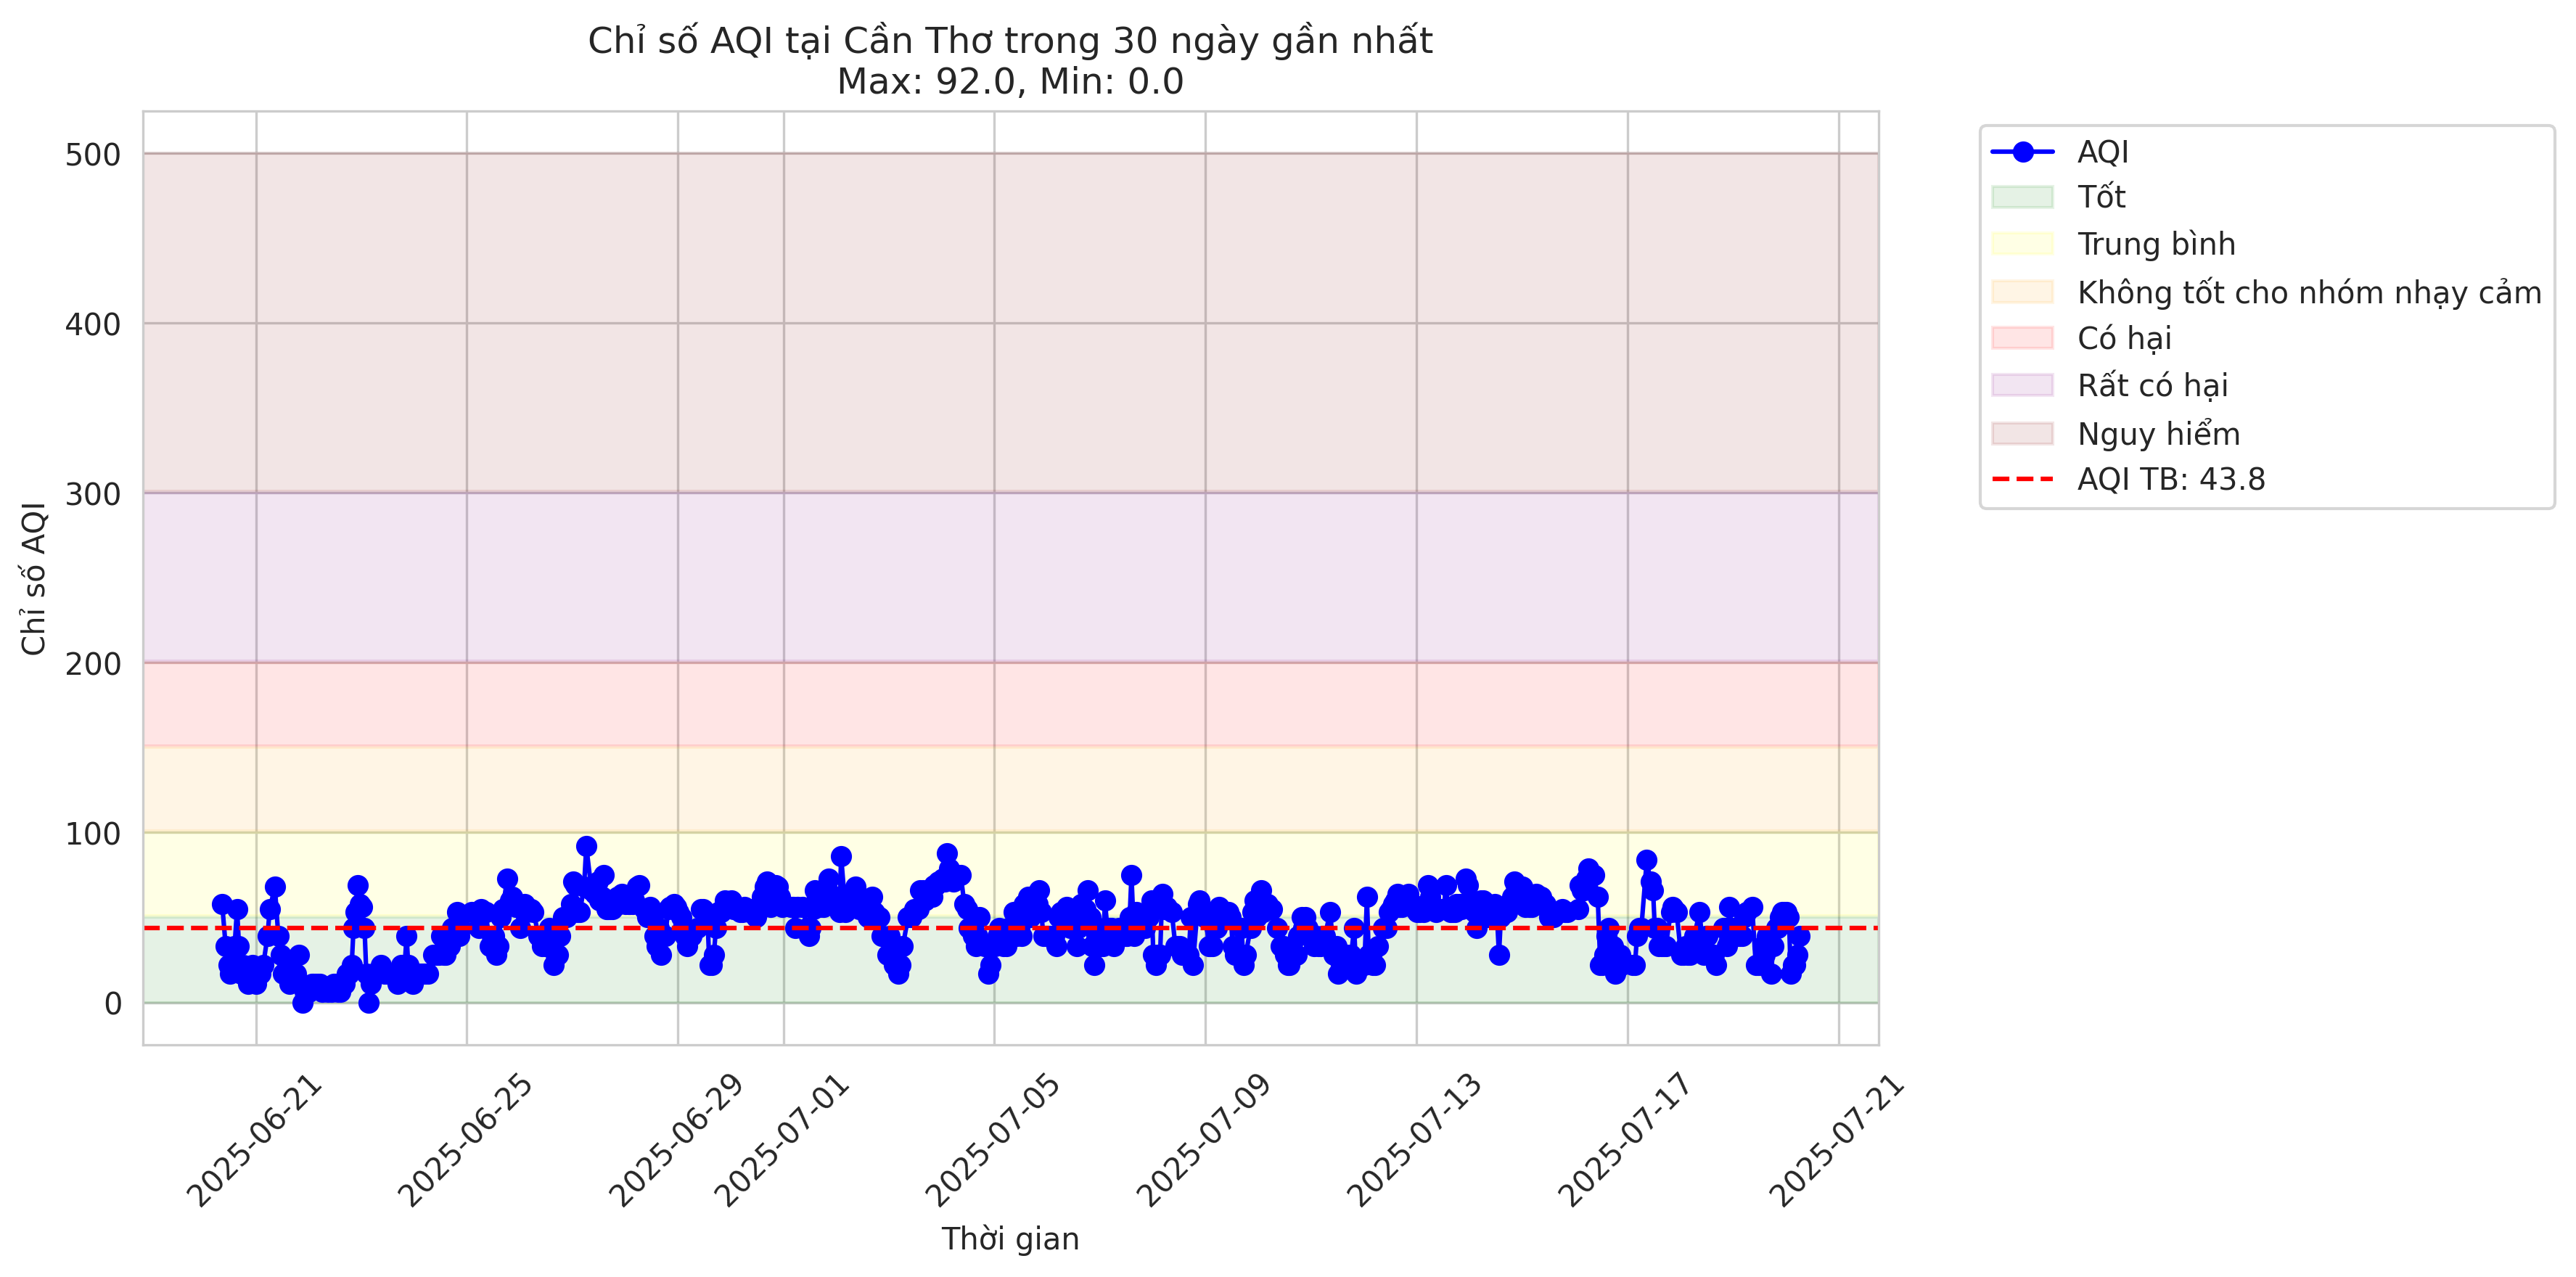 Chỉ số AQI tại Cần Thơ trong 30 ngày gần nhất
Max: 92.0, Min: 0.0
Chỉ số AQI
500
400
300
200
100
0
2025-06-21
2025-06-25
2025-06-29
2025-07-01
2025-07-05
2025-07-09
2025-07-13
2025-07-17
2025-07-21
Thời gian
AQI
Tốt
Trung bình
Không tốt cho nhóm nhạy cảm
Có hại
Rất có hại
Nguy hiểm
AQI TB: 43.8